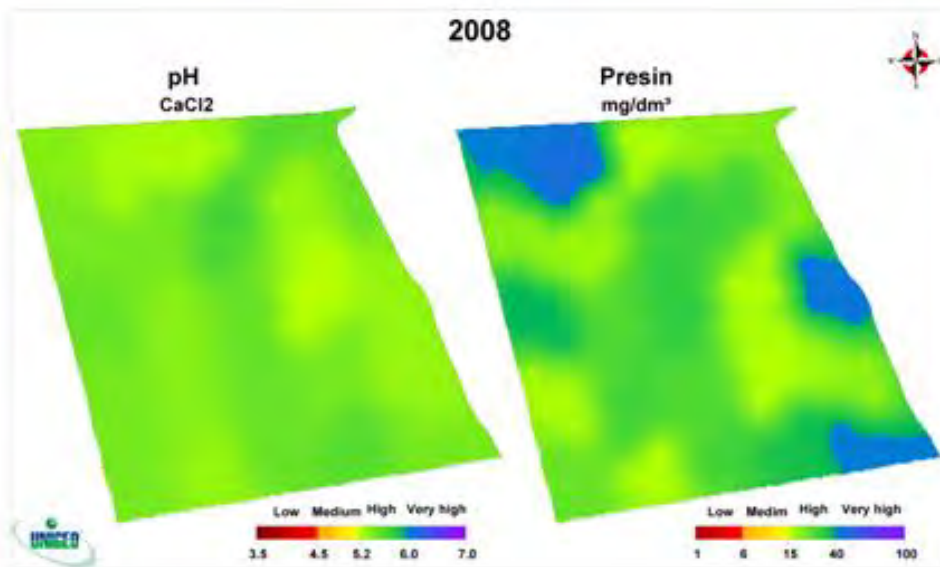 2008
pH
CaCl2
Presin
mg/dm³
N
Low Medium High Very high
3.5 4.5 5.2 6.0 7.0
Low Medim High Very high
1 6 15 40 100
UNIGEO